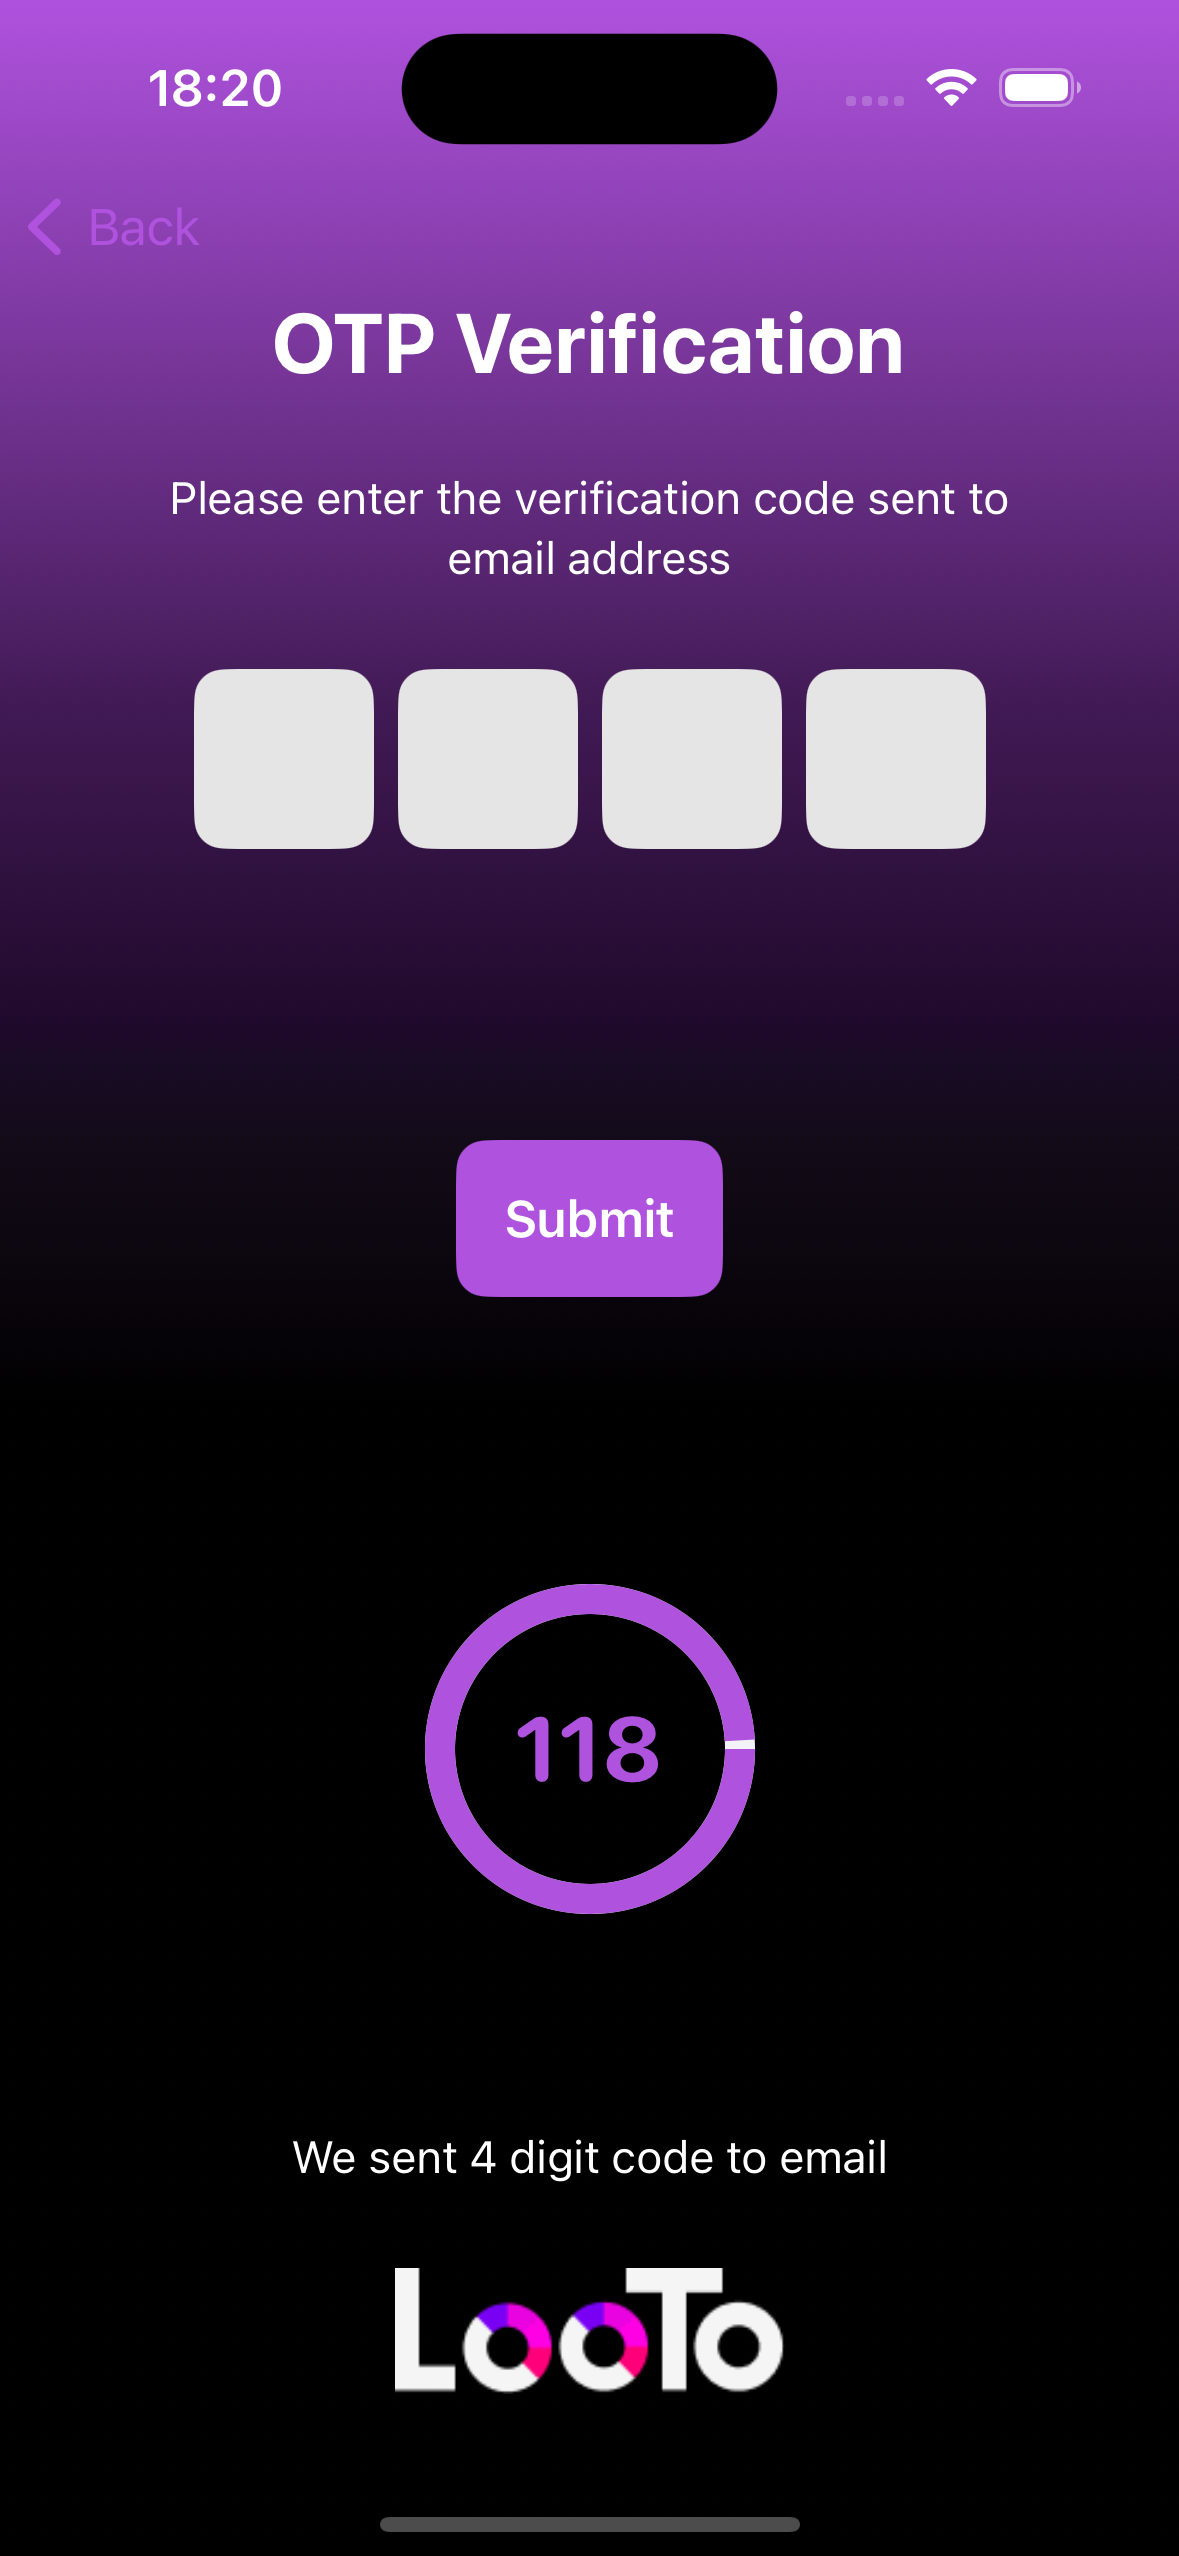 18:20
Back
OTP Verification
Please enter the verification code sent to
email address
Submit
118
We sent 4 digit code to email
LooTo